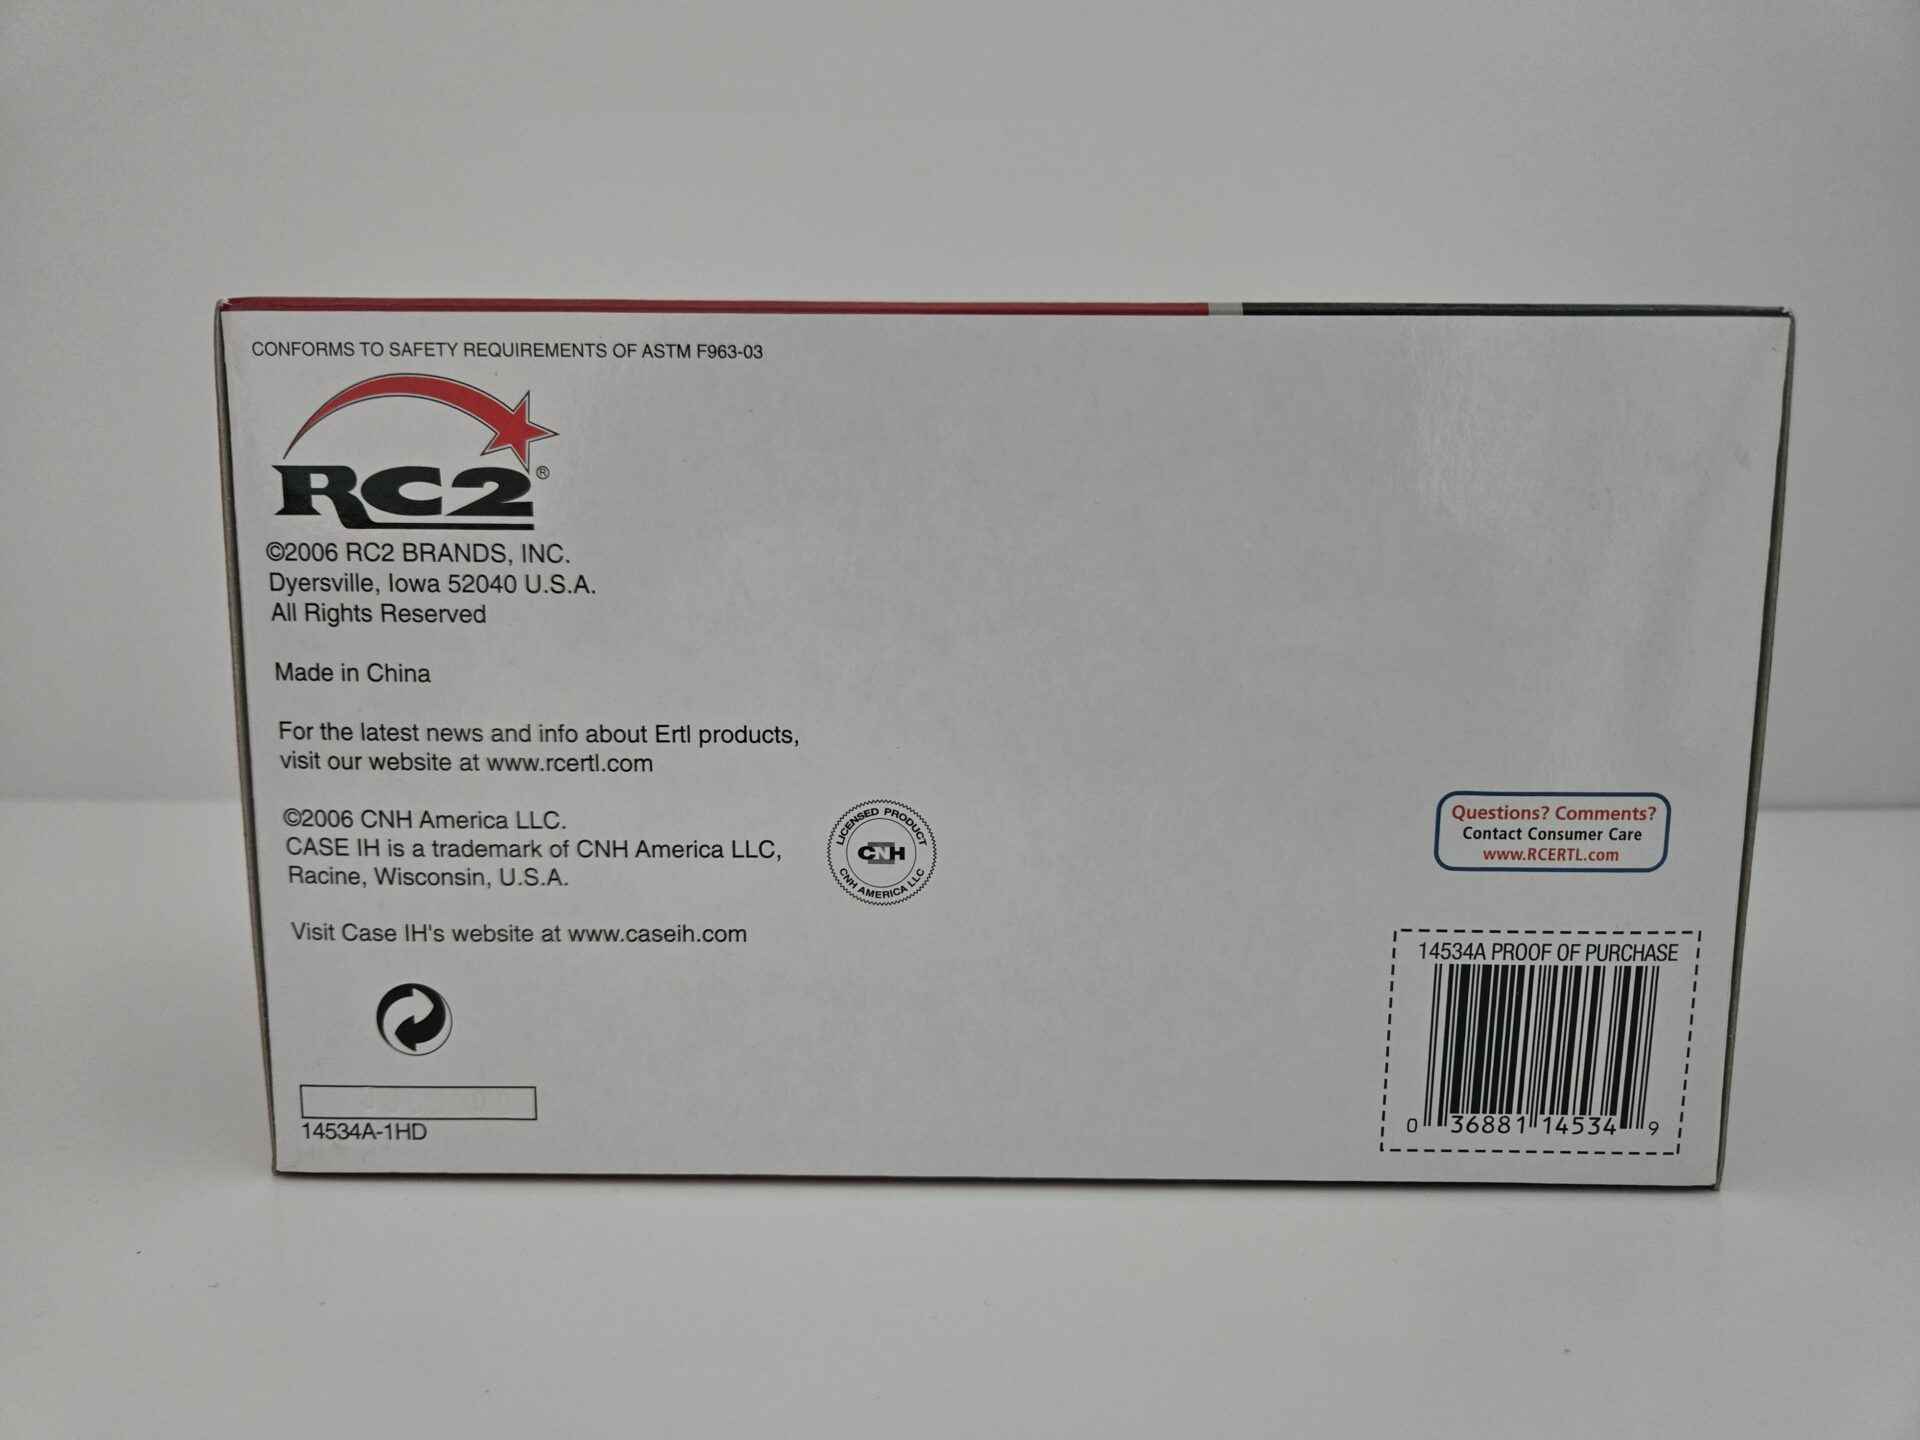 CONFORMS TO SAFETY REQUIREMENTS OF ASTM F963-03
RC2®
©2006 RC2 BRANDS, INC.
Dyersville, Iowa 52040 U.S.A.
All Rights Reserved
Made in China
For the latest news and info about Ertl products,
visit our website at www.rcertl.com
©2006 CNH America LLC.
CASE IH is a trademark of CNH America LLC,
Racine, Wisconsin, U.S.A.
LICENSED PRODUCT
CNH
CNH AMERICA LLC
Visit Case IH's website at www.caseih.com
14534A-1HD
Questions? Comments?
Contact Consumer Care
www.RCERTL.com
14534A PROOF OF PURCHASE
0 36881 14534 9